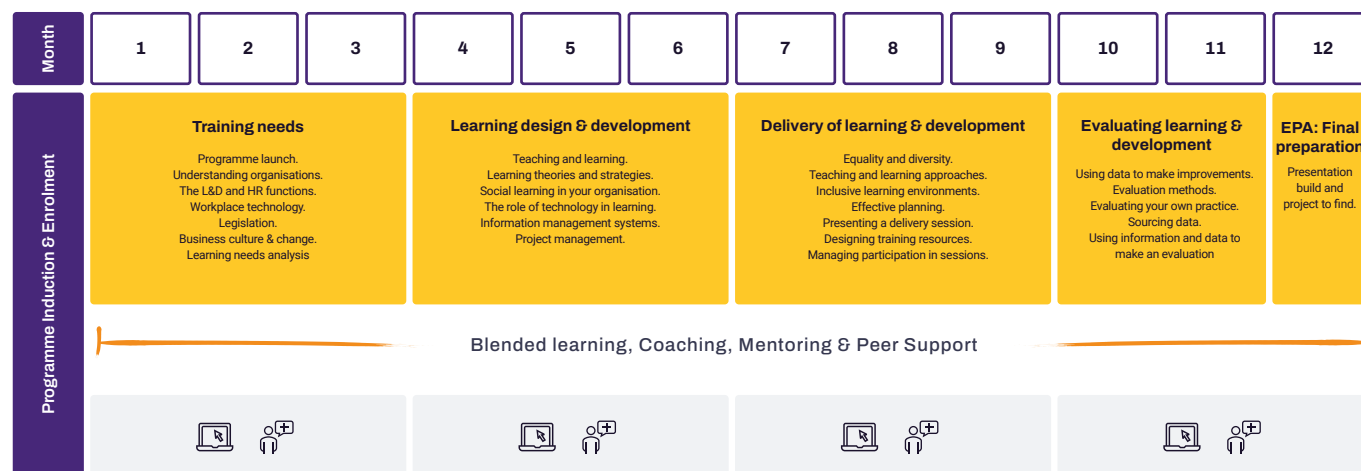 Month
1
2
3
4
5
6
7
8
9
10
11
12
Programme Induction & Enrolment
Training needs
Programme launch.
Understanding organisations.
The L&D and HR functions.
Workplace technology.
Legislation.
Business culture & change.
Learning needs analysis
Learning design & development
Teaching and learning.
Learning theories and strategies.
Social learning in your organisation.
The role of technology in learning.
Information management systems.
Project management.
Delivery of learning & development
Equality and diversity.
Teaching and learning approaches.
Inclusive learning environments.
Effective planning.
Presenting a delivery session.
Designing training resources.
Managing participation in sessions.
Evaluating learning &
development
Using data to make improvements.
Evaluation methods.
Evaluating your own practice.
Sourcing data.
Using information and data to
make an evaluation
EPA: Final
preparation
Presentation
build and
project to find.
Blended learning, Coaching, Mentoring & Peer Support